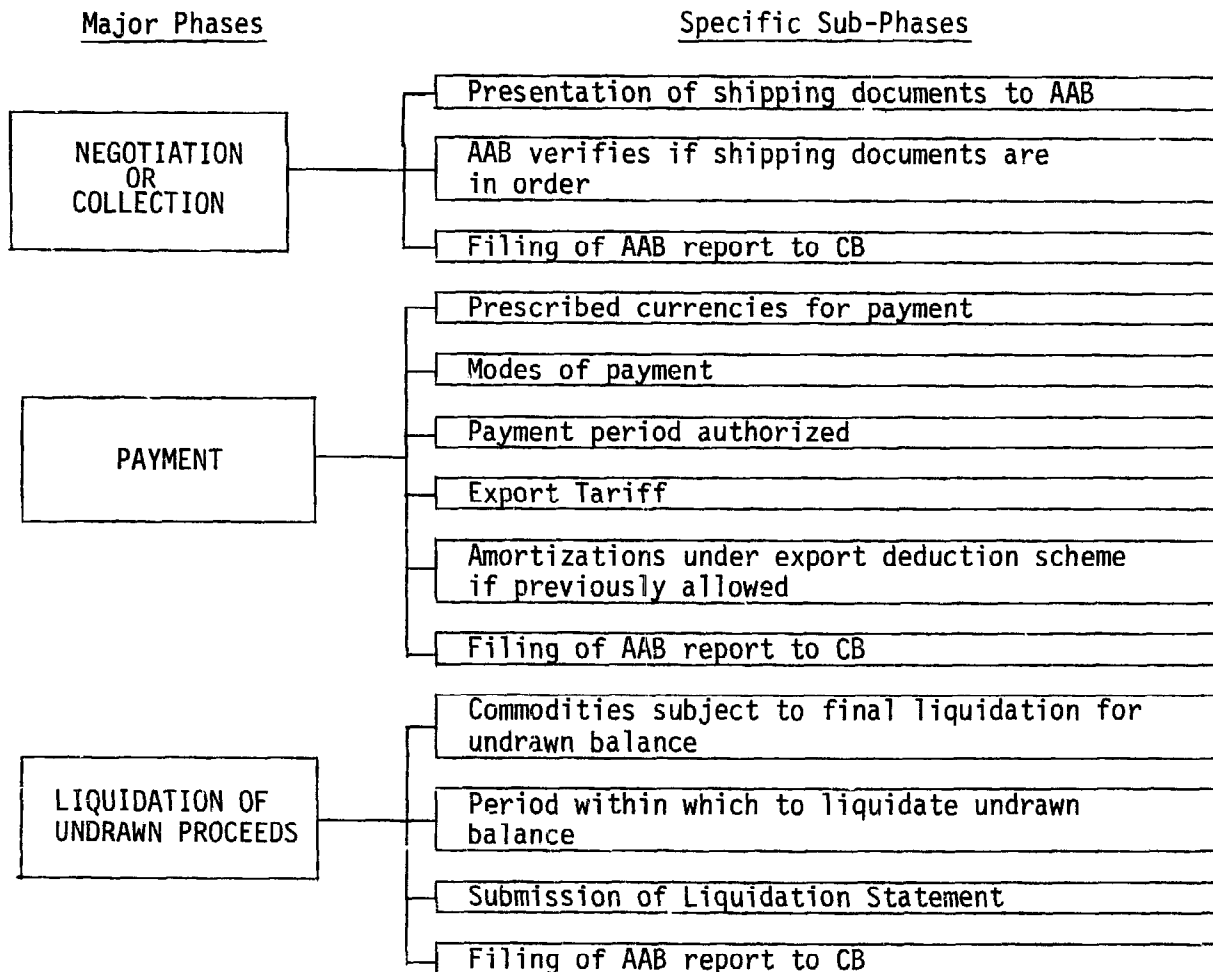 Major Phases
Specific Sub-Phases
NEGOTIATION
OR
COLLECTION
Presentation of shipping documents to AAB
AAB verifies if shipping documents are
in order
Filing of AAB report to CB
PAYMENT
Prescribed currencies for payment
Modes of payment
Payment period authorized
Export Tariff
Amortizations under export deduction scheme
if previously allowed
Filing of AAB report to CB
LIQUIDATION OF
UNDRAWN PROCEEDS
Commodities subject to final liquidation for
undrawn balance
Period within which to liquidate undrawn
balance
Submission of Liquidation Statement
Filing of AAB report to CB